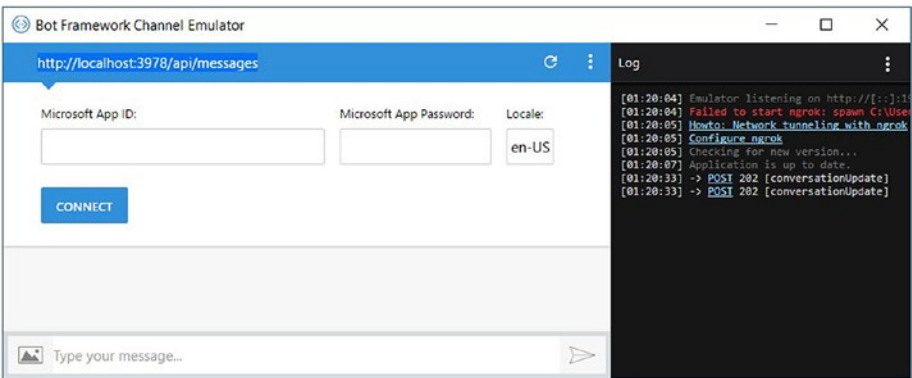 Bot Framework Channel Emulator
http://localhost:3978/api/messages
Microsoft App ID:
Microsoft App Password:
Locale:
en-US
CONNECT
Type your message...
Log
[01:20:04] Emulator listening on http://[::]:19
[01:20:04] Failed to start ngrok: spawn C:\User
[01:20:05] Howto: Network tunneling with ngrok
[01:20:05] Configure ngrok
[01:20:05] Checking for new version...
[01:20:07] Application is up to date.
[01:20:33] -> POST 202 [conversationUpdate]
[01:20:33] -> POST 202 [conversationUpdate]